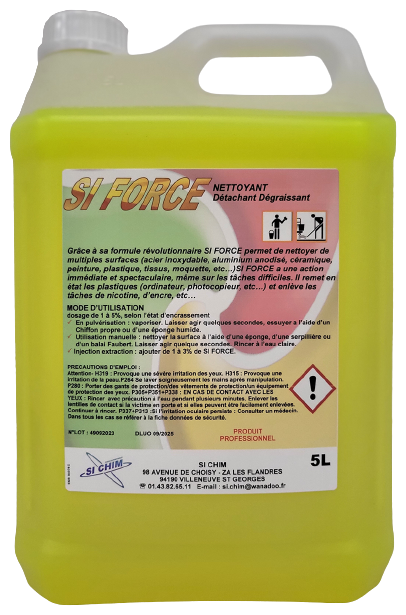 SI FORCE NETTOYANT
Détachant Dégraissant
Grâce à sa formule révolutionnaire SI FORCE permet de nettoyer de
multiples surfaces (acier inoxydable, aluminium anodisé, céramique,
peinture, plastique, tissus, moquette, etc...)SI FORCE a une action
immédiate et spectaculaire, même sur les tâches difficiles. Il remet en
état les plastiques (ordinateur, photocopieur, etc...) et enlève les
tâches de nicotine, d'encre, etc...
MODE D'UTILISATION
dosage de 1 à 5%, selon l'état d'encrassement
✓ En pulvérisation : vaporiser. Laisser agir quelques secondes, essuyer à l'aide d'un
Chiffon propre ou d'une éponge humide.
✓ Utilisation manuelle : nettoyer la surface à l'aide d'une éponge, d'une serpillière ou
d'un balai Faubert. Laisser agir quelques secondes. Rincer à l'eau claire.
✓ Injection extraction : ajouter de 1 à 3% de SI FORCE.
PRECAUTIONS D'EMPLOI :
Attention- H319 : Provoque une sévère irritation des yeux. H315 : Provoque une
irritation de la peau.P264 Se laver soigneusement les mains après manipulation.
P280 : Porter des gants de protection/des vêtements de protection/un équipement
de protection des yeux. P305+P351+P338 : EN CAS DE CONTACT AVEC LES
YEUX : Rincer avec précaution à l'eau pendant plusieurs minutes. Enlever les
lentilles de contact si la victime en porte et si elles peuvent être facilement enlevées.
Continuer à rincer. P337+P313 :Si l'irritation oculaire persiste : Consulter un médecin.
Dans tous les cas se référer à la fiche données de sécurité.
N°LOT : 49092023 DLUO 09/2025
PRODUIT
PROFESSIONNEL
SI CHIM
SI CHIM
98 AVENUE DE CHOISY - ZA LES FLANDRES
94190 VILLENEUVE ST GEORGES
☎ 01.43.82.55.11 E-mail : si.chim@wanadoo.fr
5L